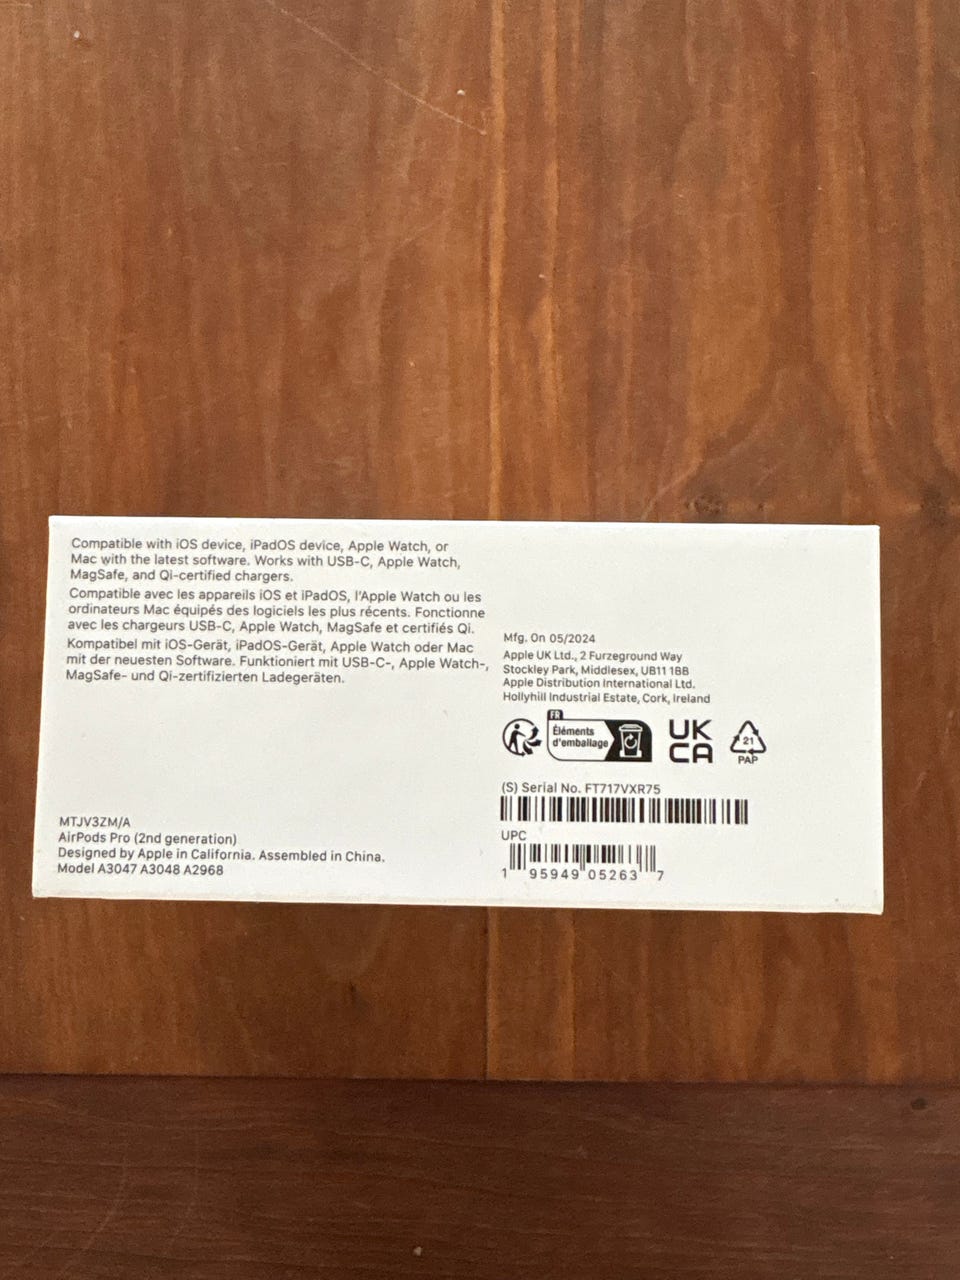 Compatible with iOS device, iPadOS device, Apple Watch, or
Mac with the latest software. Works with USB-C, Apple Watch,
MagSafe, and Qi-certified chargers.
Compatible avec les appareils iOS et iPadOS, l'Apple Watch ou les
ordinateurs Mac équipés des logiciels les plus récents. Fonctionne
avec les chargeurs USB-C, Apple Watch, MagSafe et certifiés Qi.
Kompatibel mit iOS-Gerät, iPadOS-Gerät, Apple Watch oder Mac
mit der neuesten Software. Funktioniert mit USB-C-, Apple Watch-,
MagSafe- und Qi-zertifizierten Ladegeräten.
MTJV3ZM/A
AirPods Pro (2nd generation)
Designed by Apple in California. Assembled in China.
Model A3047 A3048 A2968
Mfg. On 05/2024
Apple UK Ltd., 2 Furzeground Way
Stockley Park, Middlesex, UB11 1BB
Apple Distribution International Ltd.
Hollyhill Industrial Estate, Cork, Ireland
FR
Éléments
d'emballage
UK
CA
21
PAP
(S) Serial No. FT717VXR75
UPC
1 95949 05263 7